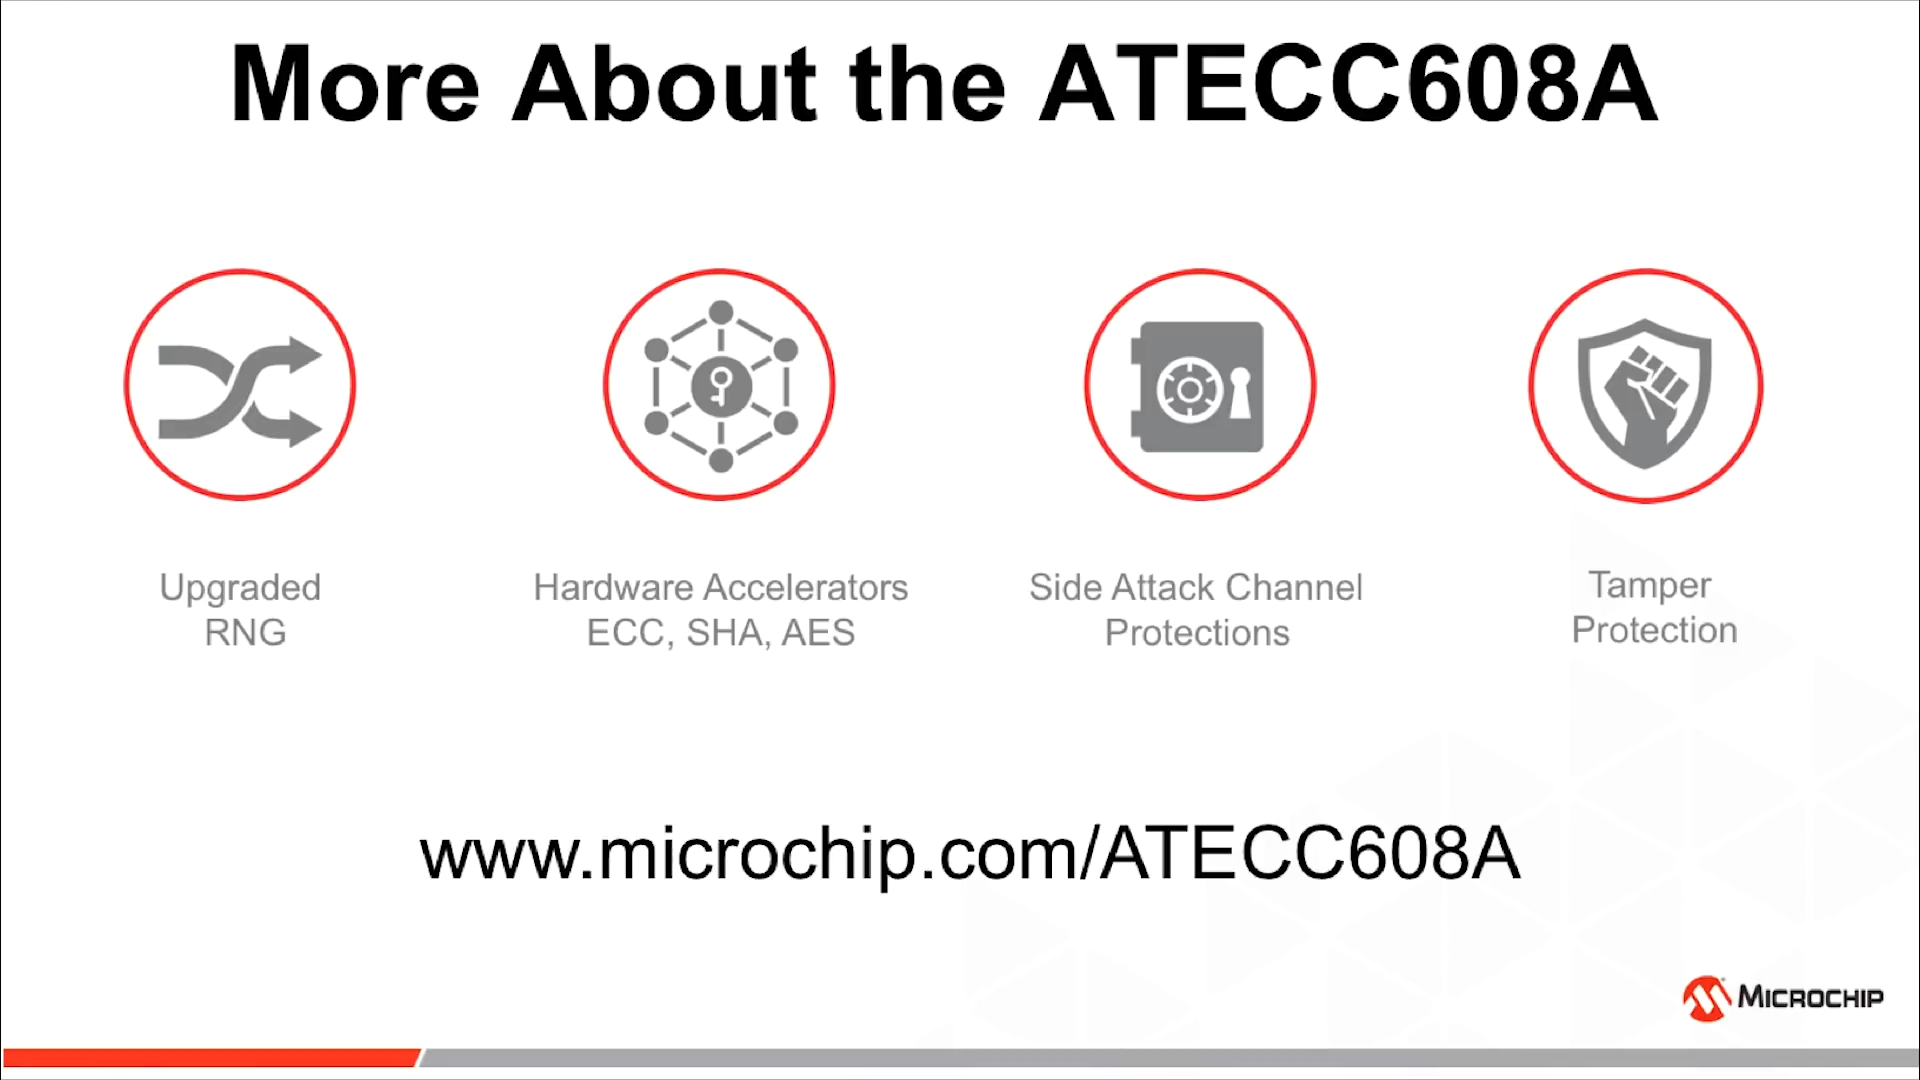 More About the ATECC608A
Upgraded
RNG
Hardware Accelerators
ECC, SHA, AES
Side Attack Channel
Protections
Tamper
Protection
www.microchip.com/ATECC608A
MICROCHIP